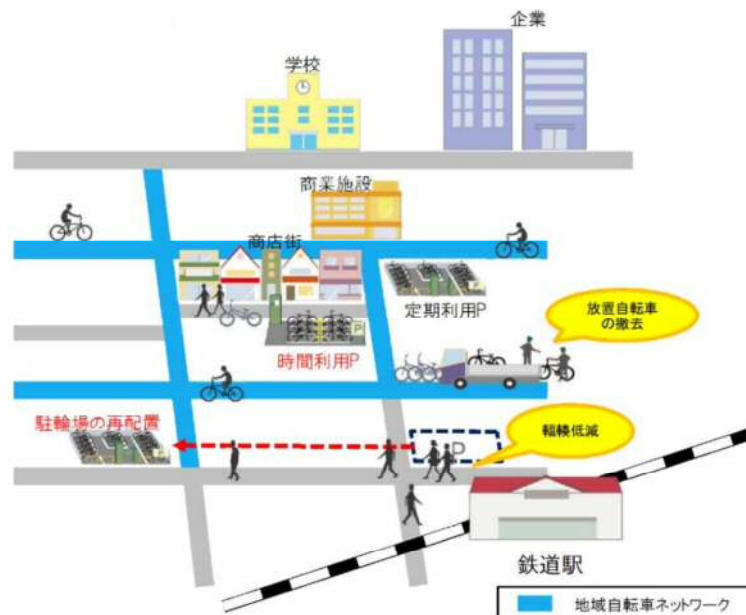 企業
学校
商業施設
商店街
定期利用P
放置自転車
の撤去
P
時間利用P
駐輪場の再配置
P
輻輳低減
鉄道駅
地域自転車ネットワーク